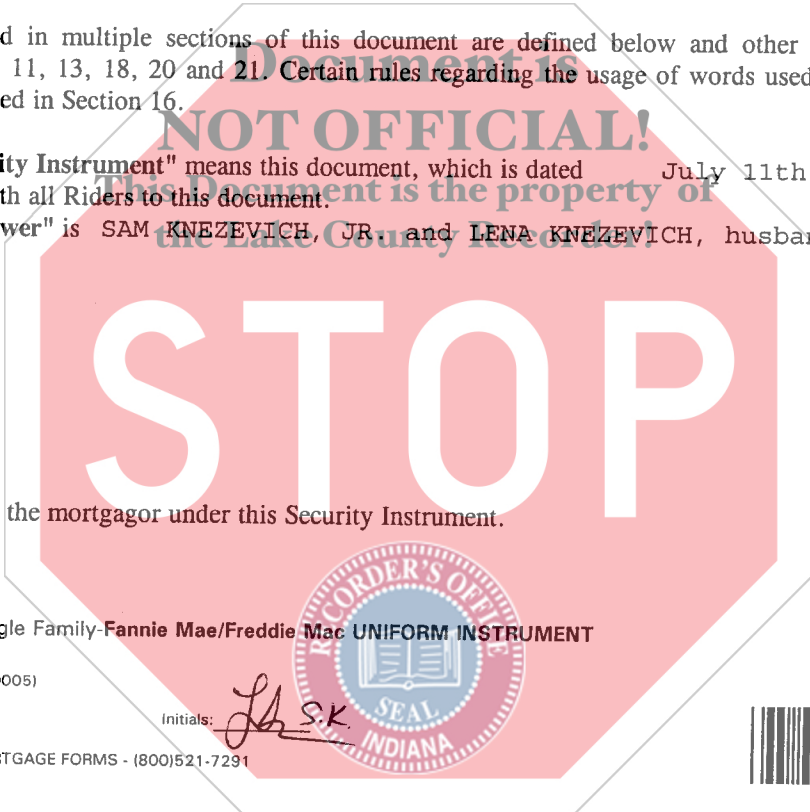 d in multiple sections of this document are defined below and other
Document is
11, 13, 18, 20 and 21. Certain rules regarding the usage of words used
ed in Section 16.
NOT OFFICIAL!
ity Instrument" means this document, which is dated July 11th
This Document is the property of
th all Riders to this document.
wer" is SAM KNEZEVICH, JR. and LENA KNEZEVICH, husba
the Lake County Recorder!
STOP
the mortgagor under this Security Instrument.
RECORDER'S OFFICE
gle Family-Fannie Mae/Freddie Mac UNIFORM INSTRUMENT
005)
SEAL
Initials: S.K.
INDIANA
TGAGE FORMS - (800)521-7291